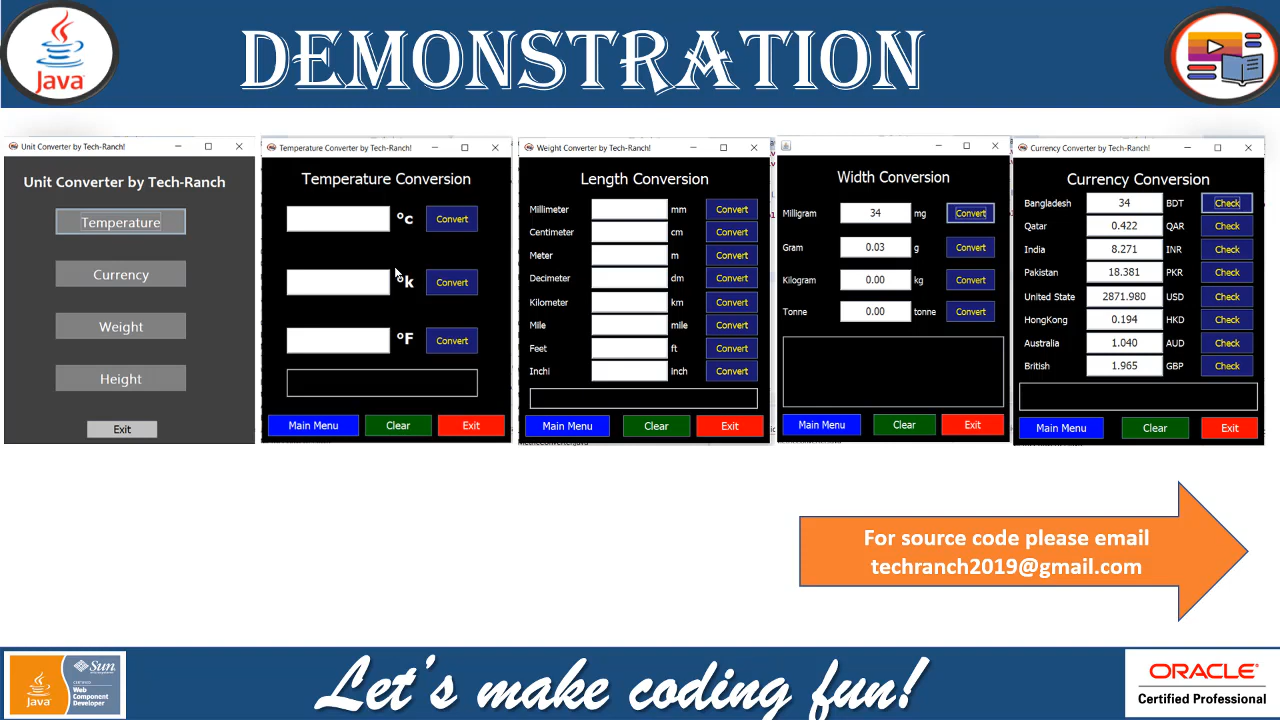 Java
DEMONSTRATION
Unit Converter by Tech-Ranch!
Unit Converter by Tech-Ranch
Temperature
Currency
Weight
Height
Exit
Temperature Converter by Tech-Ranch!
Temperature Conversion
°c Convert
°k Convert
°F Convert
Main Menu Clear Exit
Weight Converter by Tech-Ranch!
Length Conversion
Millimeter mm Convert
Centimeter cm Convert
Meter m Convert
Decimeter dm Convert
Kilometer km Convert
Mile mile Convert
Feet ft Convert
Inchi Inch Convert
Main Menu Clear Exit
Width Conversion
Milligram 34 mg Convert
Gram 0.03 g Convert
Kilogram 0.00 kg Convert
Tonne 0.00 tonne Convert
Main Menu Clear Exit
Currency Converter by Tech-Ranch!
Currency Conversion
Bangladesh 34 BDT Check
Qatar 0.422 QAR Check
India 8.271 INR Check
Pakistan 18.381 PKR Check
United State 2871.980 USD Check
HongKong 0.194 HKD Check
Australia 1.040 AUD Check
British 1.965 GBP Check
Main Menu Clear Exit
For source code please email
techranch2019@gmail.com
Java
Sun
CERTIFIED
Web
Component
Developer
Let's make coding fun!
ORACLE
Certified Professional